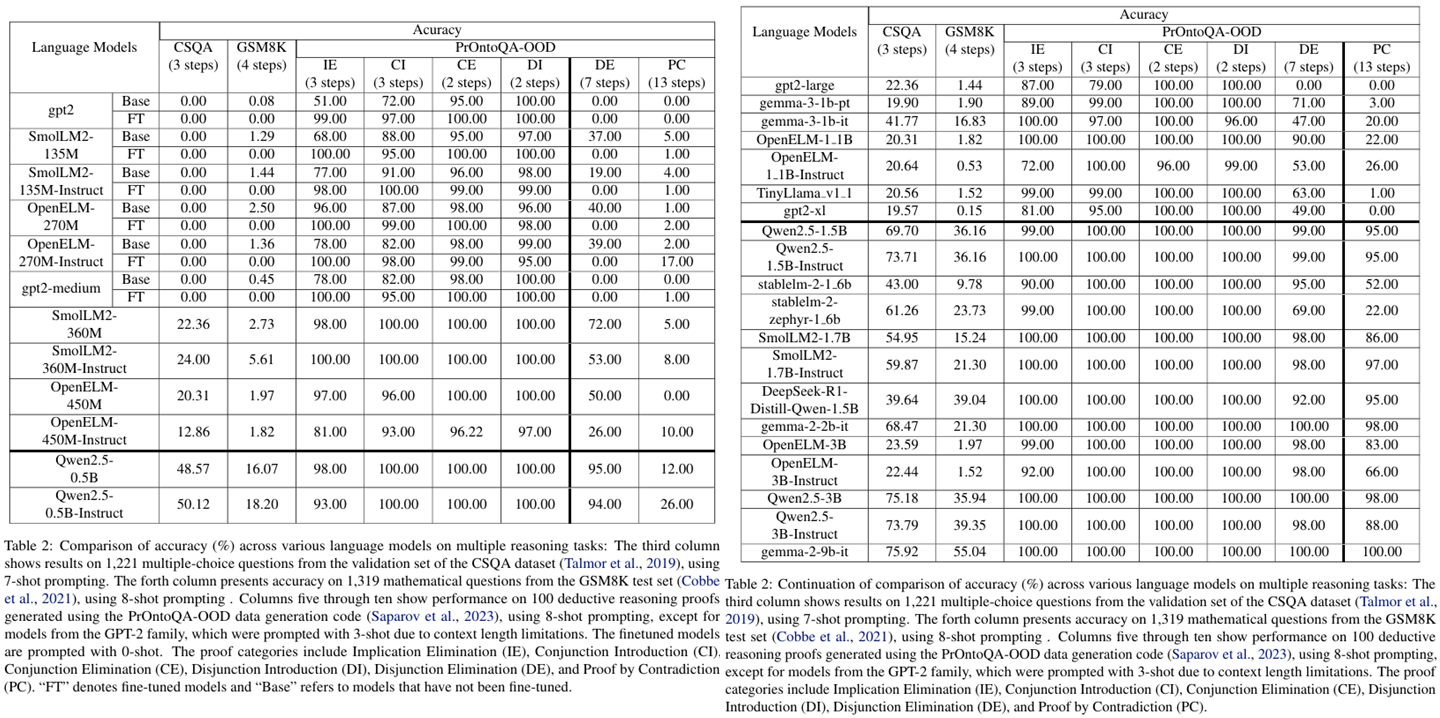 Acuracy
Language Models CSQA GSM8K PrOntoQA-OOD
(3 steps) (4 steps) IE CI CE DI DE PC
(3 steps) (3 steps) (2 steps) (2 steps) (7 steps) (13 steps)
gpt2 Base 0.00 0.08 51.00 72.00 95.00 100.00 0.00 0.00
FT 0.00 0.00 99.00 97.00 100.00 100.00 0.00 0.00
SmolLM2- Base 0.00 1.29 68.00 88.00 95.00 97.00 37.00 5.00
135M FT 0.00 0.00 100.00 95.00 100.00 100.00 0.00 1.00
SmolLM2- Base 0.00 1.44 77.00 91.00 96.00 98.00 19.00 4.00
135M-Instruct FT 0.00 0.00 98.00 100.00 99.00 99.00 0.00 1.00
OpenELM- Base 0.00 2.50 96.00 87.00 98.00 96.00 40.00 1.00
270M FT 0.00 0.00 100.00 99.00 100.00 98.00 0.00 2.00
OpenELM- Base 0.00 1.36 78.00 82.00 98.00 99.00 39.00 2.00
270M-Instruct FT 0.00 0.00 100.00 98.00 99.00 95.00 0.00 17.00
gpt2-medium Base 0.00 0.45 78.00 82.00 98.00 100.00 0.00 0.00
FT 0.00 0.00 100.00 95.00 100.00 100.00 0.00 1.00
SmolLM2-
360M 22.36 2.73 98.00 100.00 100.00 100.00 72.00 5.00
SmolLM2-
360M-Instruct 24.00 5.61 100.00 100.00 100.00 100.00 53.00 8.00
OpenELM-
450M 20.31 1.97 97.00 96.00 100.00 100.00 50.00 0.00
OpenELM-
450M-Instruct 12.86 1.82 81.00 93.00 96.22 97.00 26.00 10.00
Qwen2.5-
0.5B 48.57 16.07 98.00 100.00 100.00 100.00 95.00 12.00
Qwen2.5-
0.5B-Instruct 50.12 18.20 93.00 100.00 100.00 100.00 94.00 26.00
Table 2: Comparison of accuracy (%) across various language models on multiple reasoning tasks: The third column
shows results on 1,221 multiple-choice questions from the validation set of the CSQA dataset (Talmor et al., 2019), using
7-shot prompting. The forth column presents accuracy on 1,319 mathematical questions from the GSM8K test set (Cobbe
et al., 2021), using 8-shot prompting . Columns five through ten show performance on 100 deductive reasoning proofs
generated using the PrOntoQA-OOD data generation code (Saparov et al., 2023), using 8-shot prompting, except for
models from the GPT-2 family, which were prompted with 3-shot due to context length limitations. The finetuned models
are prompted with 0-shot. The proof categories include Implication Elimination (IE), Conjunction Introduction (CI),
Conjunction Elimination (CE), Disjunction Introduction (DI), Disjunction Elimination (DE), and Proof by Contradiction
(PC). “FT” denotes fine-tuned models and “Base” refers to models that have not been fine-tuned.
Acuracy
Language Models CSQA GSM8K PrOntoQA-OOD
(3 steps) (4 steps) IE CI CE DI DE PC
(3 steps) (3 steps) (2 steps) (2 steps) (7 steps) (13 steps)
gpt2-large 22.36 1.44 87.00 79.00 100.00 100.00 0.00 0.00
gemma-3-1b-pt 19.90 1.90 89.00 99.00 100.00 100.00 71.00 3.00
gemma-3-1b-it 41.77 16.83 100.00 97.00 100.00 96.00 47.00 20.00
OpenELM-1_1B 20.31 1.82 100.00 100.00 100.00 100.00 90.00 22.00
OpenELM-
1_1B-Instruct 20.64 0.53 72.00 100.00 96.00 99.00 53.00 26.00
TinyLlama_v1_1 20.56 1.52 99.00 99.00 100.00 100.00 63.00 1.00
gpt2-xl 19.57 0.15 81.00 95.00 100.00 100.00 49.00 0.00
Qwen2.5-1.5B 69.70 36.16 99.00 100.00 100.00 100.00 99.00 95.00
Qwen2.5-
1.5B-Instruct 73.71 36.16 100.00 100.00 100.00 100.00 99.00 95.00
stablelm-2-1_6b 43.00 9.78 90.00 100.00 100.00 100.00 95.00 52.00
stablelm-2-
zephyr-1_6b 61.26 23.73 99.00 100.00 100.00 100.00 69.00 22.00
SmolLM2-1.7B 54.95 15.24 100.00 100.00 100.00 100.00 98.00 86.00
SmolLM2-
1.7B-Instruct 59.87 21.30 100.00 100.00 100.00 100.00 98.00 97.00
DeepSeek-R1-
Distill-Qwen-1.5B 39.64 39.04 100.00 100.00 100.00 100.00 92.00 95.00
gemma-2-2b-it 68.47 21.30 100.00 100.00 100.00 100.00 100.00 98.00
OpenELM-3B 23.59 1.97 99.00 100.00 100.00 100.00 98.00 83.00
OpenELM-
3B-Instruct 22.44 1.52 92.00 100.00 100.00 100.00 98.00 66.00
Qwen2.5-3B 75.18 35.94 100.00 100.00 100.00 100.00 100.00 98.00
Qwen2.5-
3B-Instruct 73.79 39.35 100.00 100.00 100.00 100.00 98.00 88.00
gemma-2-9b-it 75.92 55.04 100.00 100.00 100.00 100.00 100.00 100.00
Table 2: Continuation of comparison of accuracy (%) across various language models on multiple reasoning tasks: The
third column shows results on 1,221 multiple-choice questions from the validation set of the CSQA dataset (Talmor et al.,
2019), using 7-shot prompting. The forth column presents accuracy on 1,319 mathematical questions from the GSM8K
test set (Cobbe et al., 2021), using 8-shot prompting . Columns five through ten show performance on 100 deductive
reasoning proofs generated using the PrOntoQA-OOD data generation code (Saparov et al., 2023), using 8-shot prompting,
except for models from the GPT-2 family, which were prompted with 3-shot due to context length limitations. The proof
categories include Implication Elimination (IE), Conjunction Introduction (CI), Conjunction Elimination (CE), Disjunction
Introduction (DI), Disjunction Elimination (DE), and Proof by Contradiction (PC).